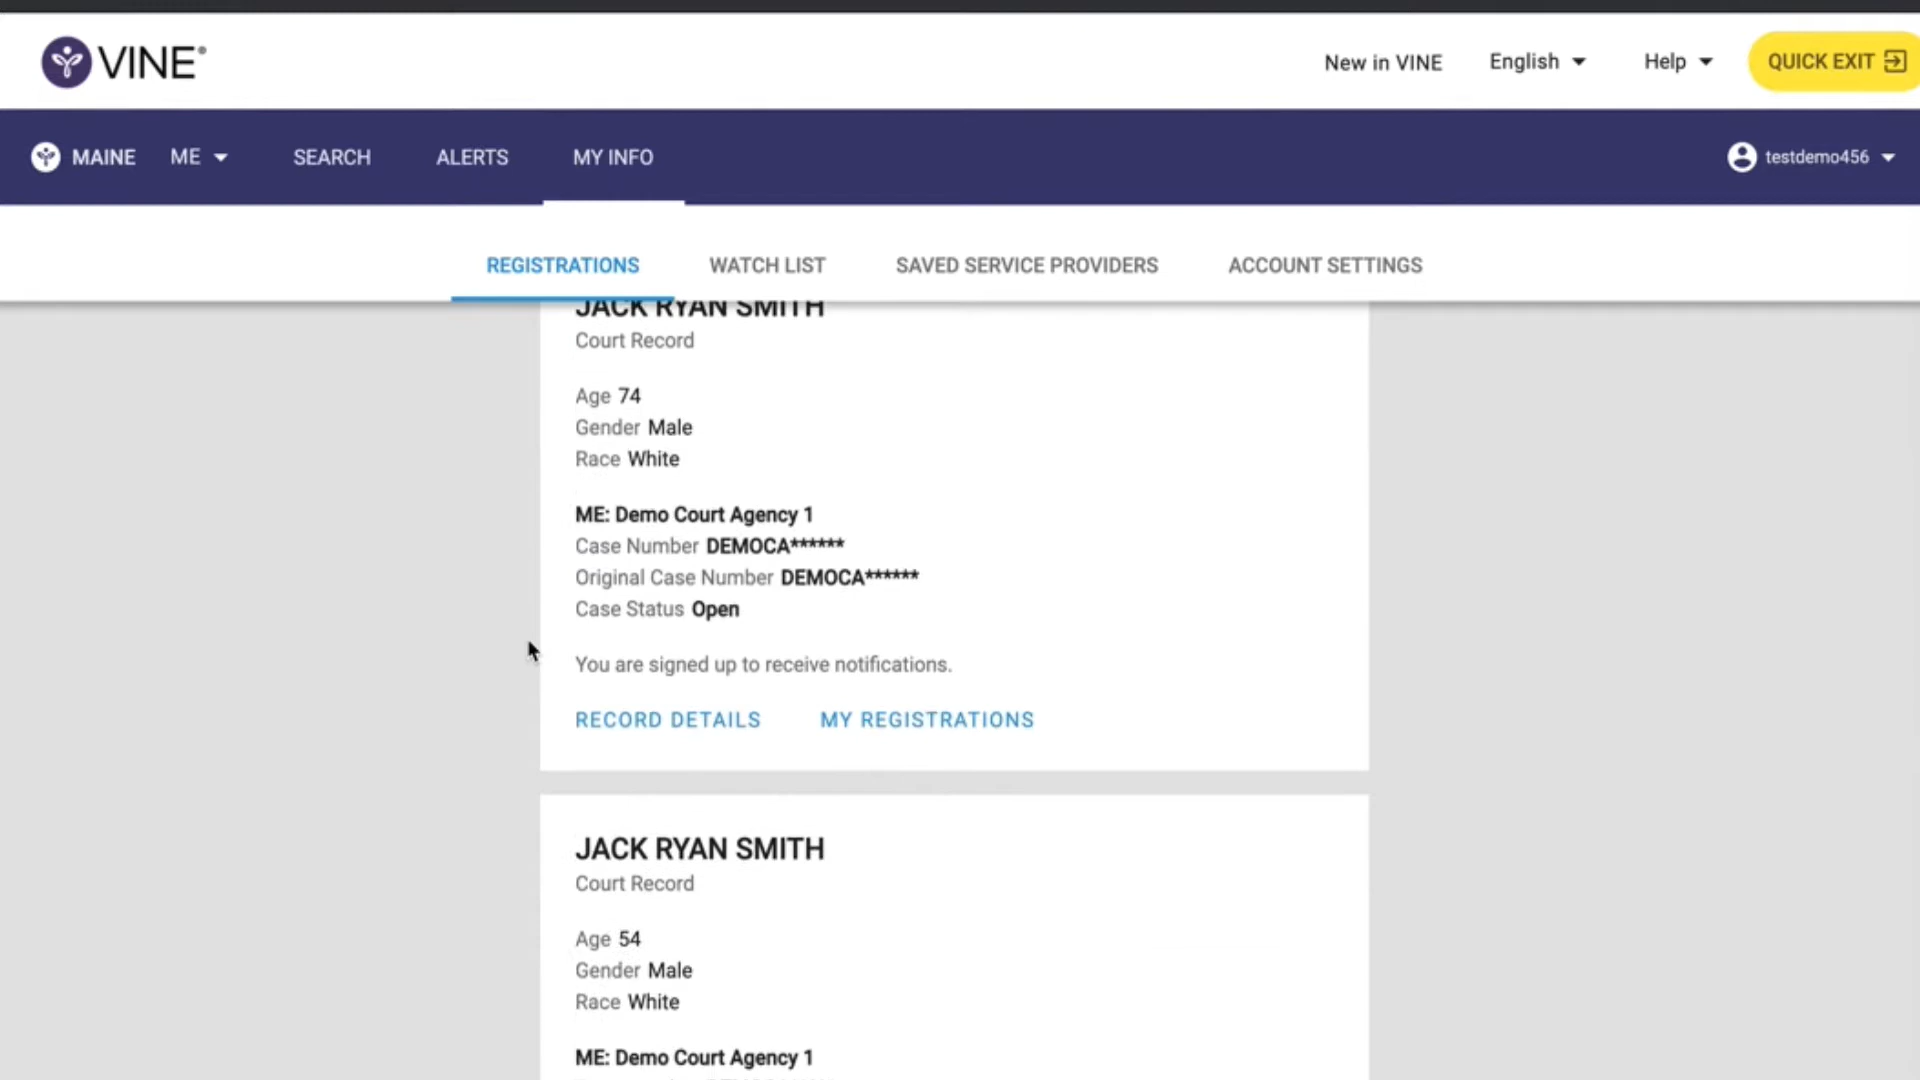 VINE®
New in VINE
English
Help
QUICK EXIT
MAINE
ME
SEARCH
ALERTS
MY INFO
testdemo456
REGISTRATIONS
WATCH LIST
SAVED SERVICE PROVIDERS
ACCOUNT SETTINGS
JACK RYAN SMITH
Court Record
Age 74
Gender Male
Race White
ME: Demo Court Agency 1
Case Number DEMOCA******
Original Case Number DEMOCA******
Case Status Open
You are signed up to receive notifications.
RECORD DETAILS
MY REGISTRATIONS
JACK RYAN SMITH
Court Record
Age 54
Gender Male
Race White
ME: Demo Court Agency 1